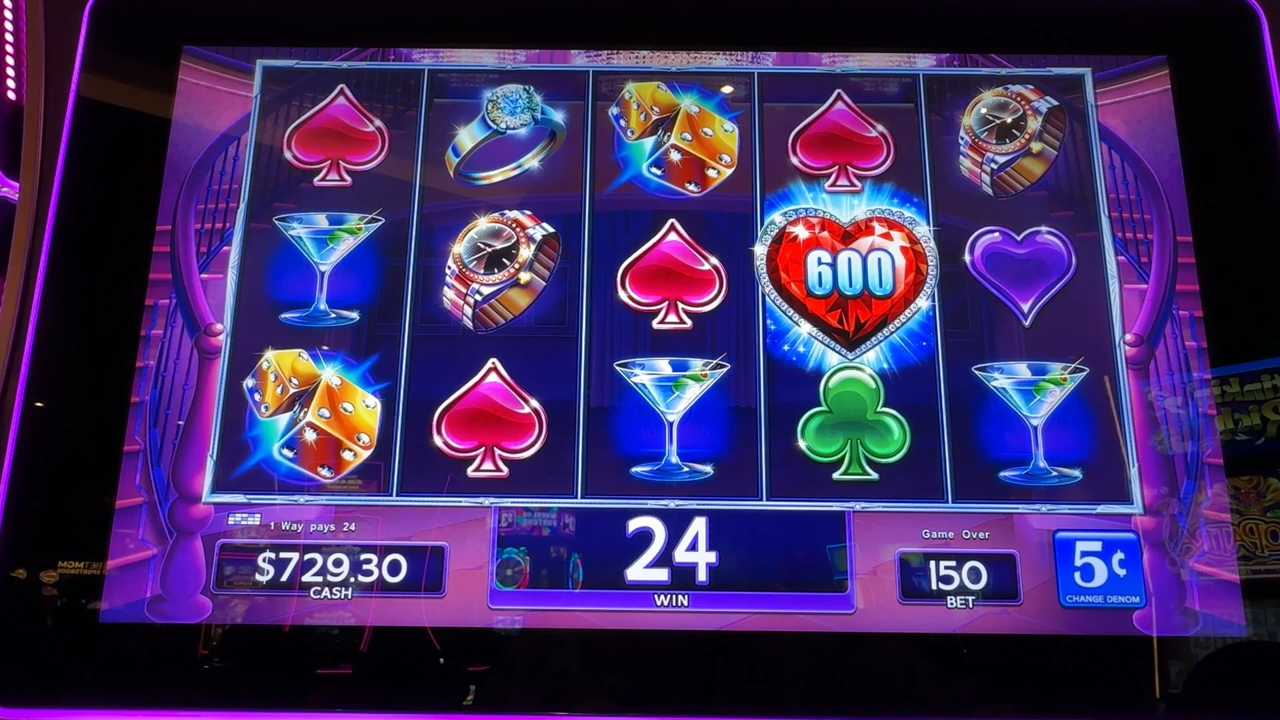 600
1 Way pays 24
$729.30
CASH
24
WIN
Game Over
150
BET
5¢
CHANGE DENOM